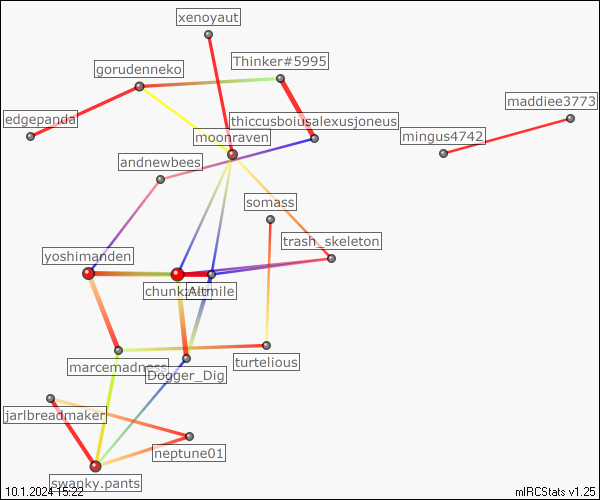 xenoyaut
Thinker#5995
gorudenneko
maddiee3773
edgepanda
thiccusboiusalexusjoneus
moonraven
mingus4742
andnewbees
somass
trash_skeleton
yoshimanden
Altmile
marcemadness
turtelious
Dogger_Dig
jarlbreadmaker
neptune01
swanky.pants
10.1.2024 15:22
mIRCStats v1.25